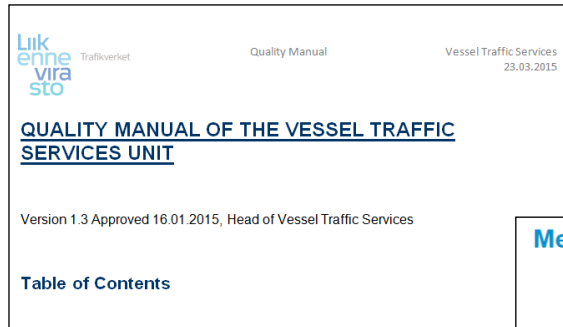 Liik
enne
vira
sto
Trafikverket
Quality Manual
Vessel Traffic Services
23.03.2015
QUALITY MANUAL OF THE VESSEL TRAFFIC
SERVICES UNIT
Version 1.3 Approved 16.01.2015, Head of Vessel Traffic Services
Me
Table of Contents